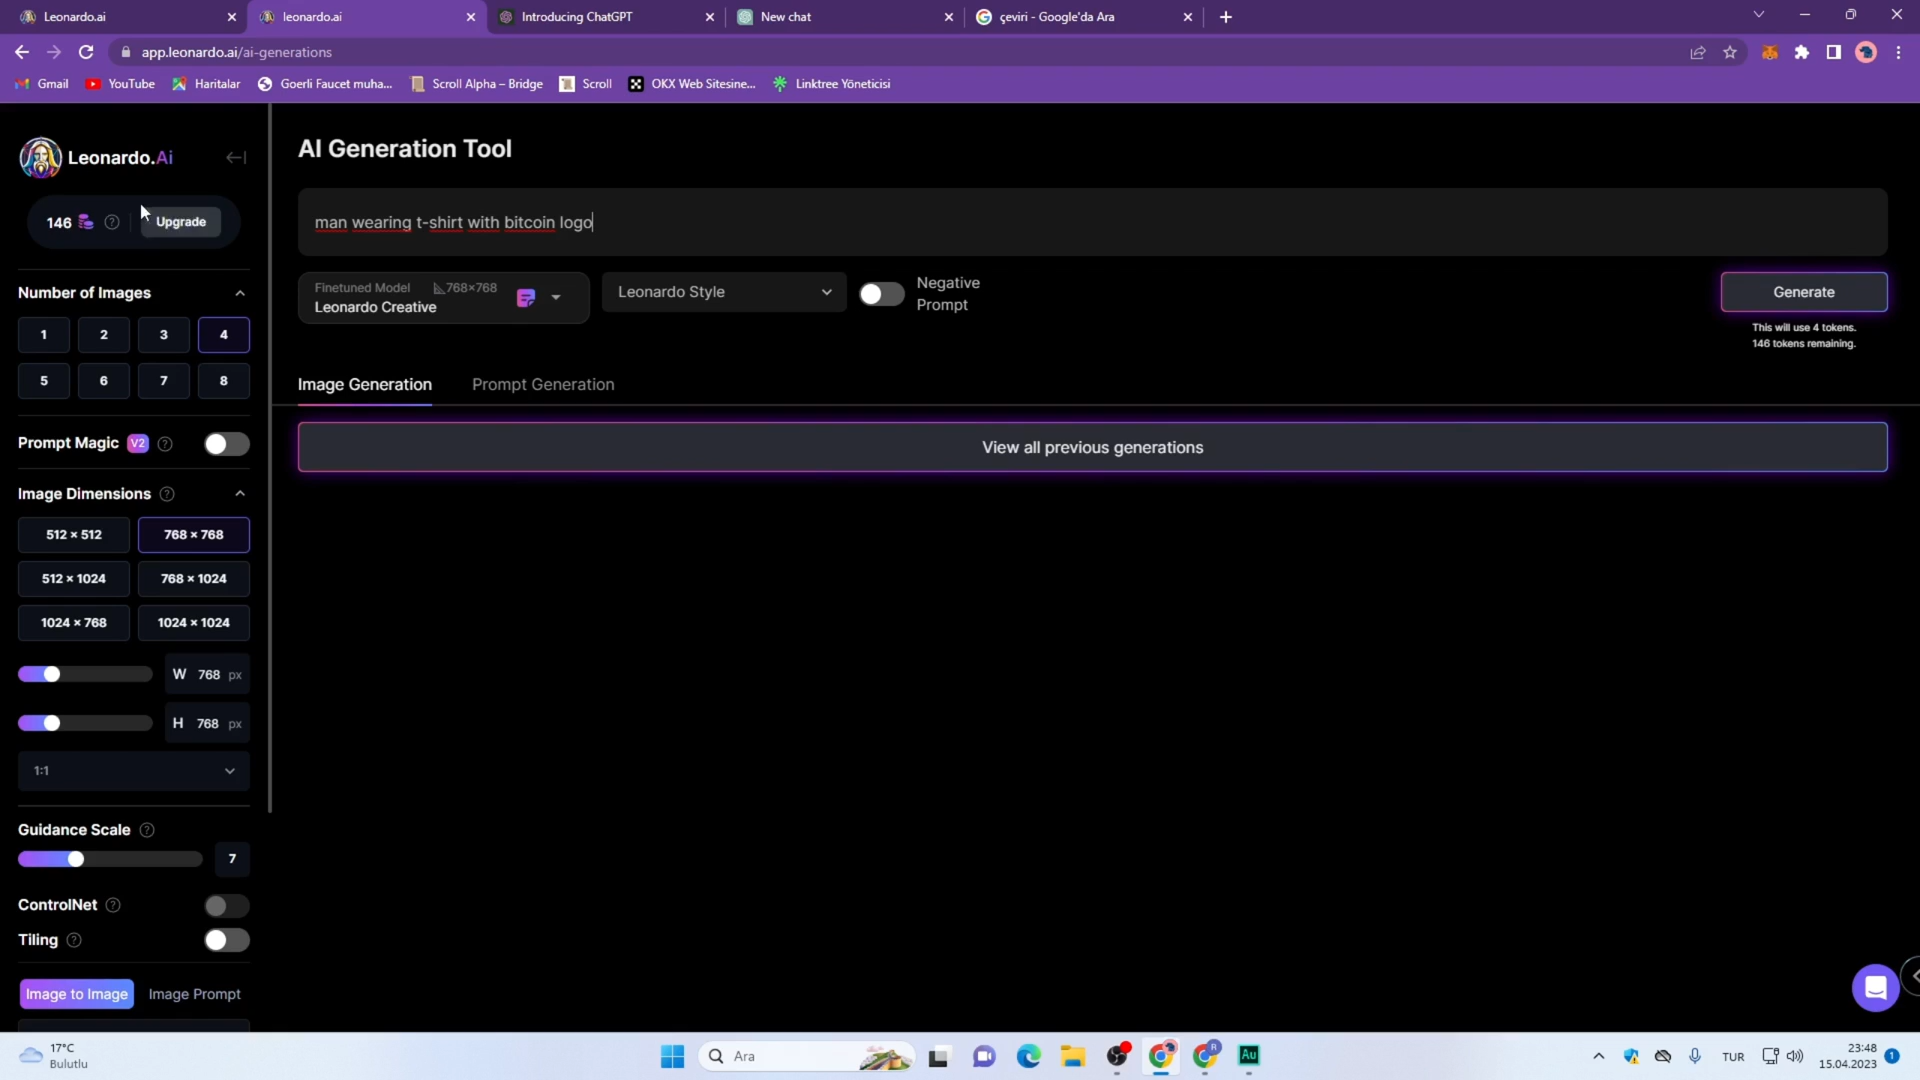 Leonardo.ai
leonardo.ai
Introducing ChatGPT
New chat
çeviri - Google'da Ara
app.leonardo.ai/ai-generations
Gmail
YouTube
Haritalar
Goerli Faucet muha...
Scroll Alpha – Bridge
Scroll
OKX Web Sitesine...
Linktree Yöneticisi
Leonardo.Ai
146
Upgrade
Number of Images
1 2 3 4
5 6 7 8
Prompt Magic V2
Image Dimensions
512 × 512 768 × 768
512 × 1024 768 × 1024
1024 × 768 1024 × 1024
W 768 px
H 768 px
1:1
Guidance Scale
7
ControlNet
Tiling
Image to Image Image Prompt
AI Generation Tool
man wearing t-shirt with bitcoin logo
Finetuned Model 768×768
Leonardo Creative
Leonardo Style
Negative
Prompt
Generate
This will use 4 tokens.
146 tokens remaining.
Image Generation Prompt Generation
View all previous generations
17°C
Bulutlu
Ara
R
Au
TUR
23:48
15.04.2023
1